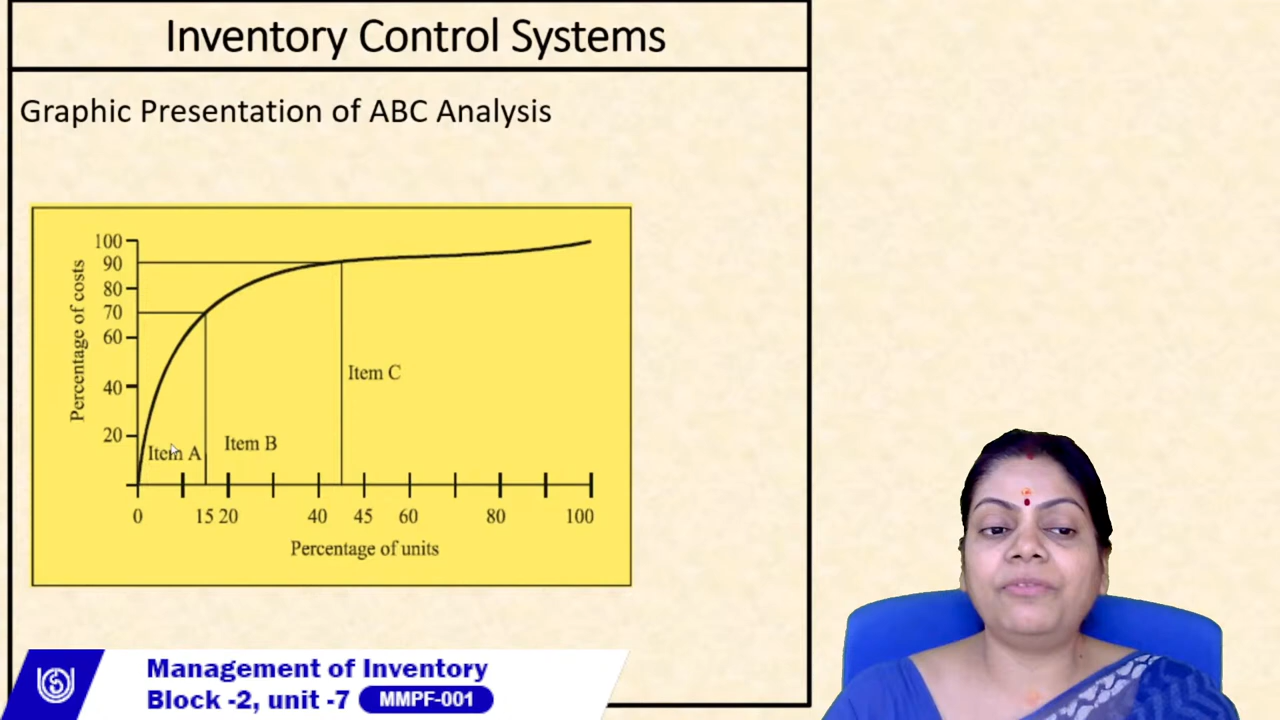 Inventory Control Systems
Graphic Presentation of ABC Analysis
Percentage of costs
100
90
80
70
60
40
20
Item A
Item B
Item C
0 15 20 40 45 60 80 100
Percentage of units
Management of Inventory
Block -2, unit -7 MMPF-001